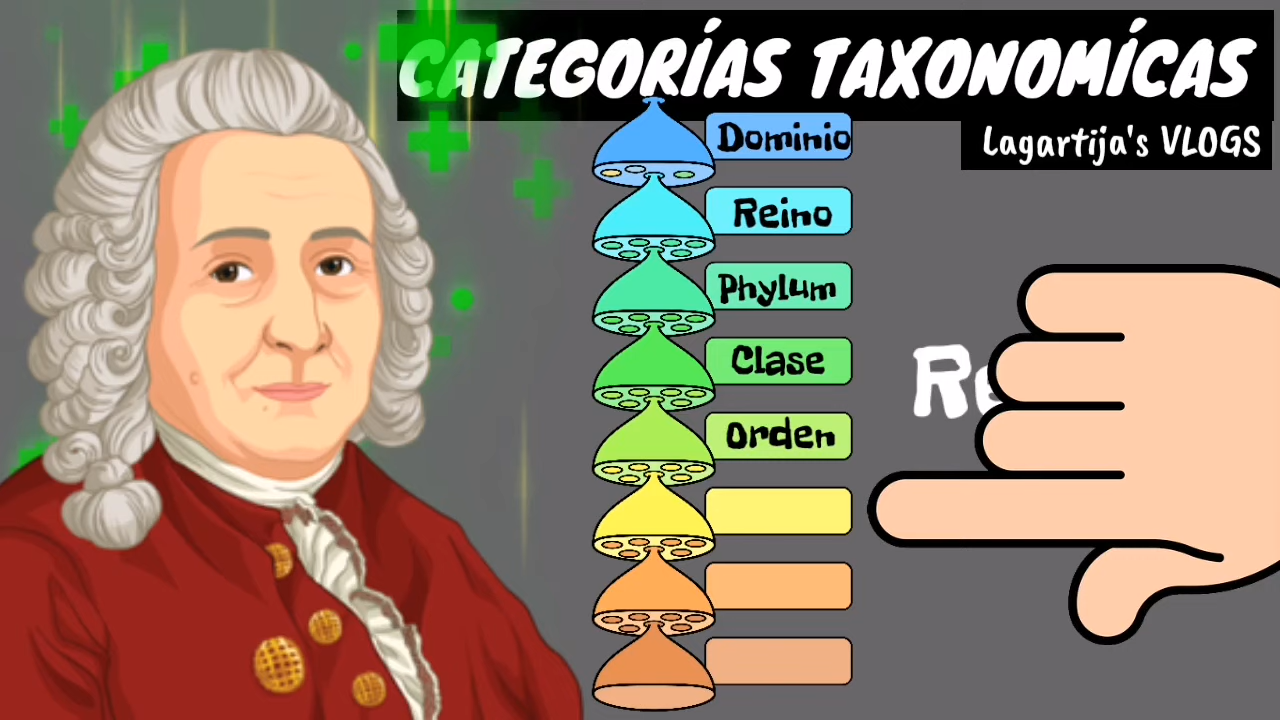 CATEGORÍAS TAXONOMÍCAS
Lagartija's VLOGS
Dominio
Reino
Phylum
Clase
Orden